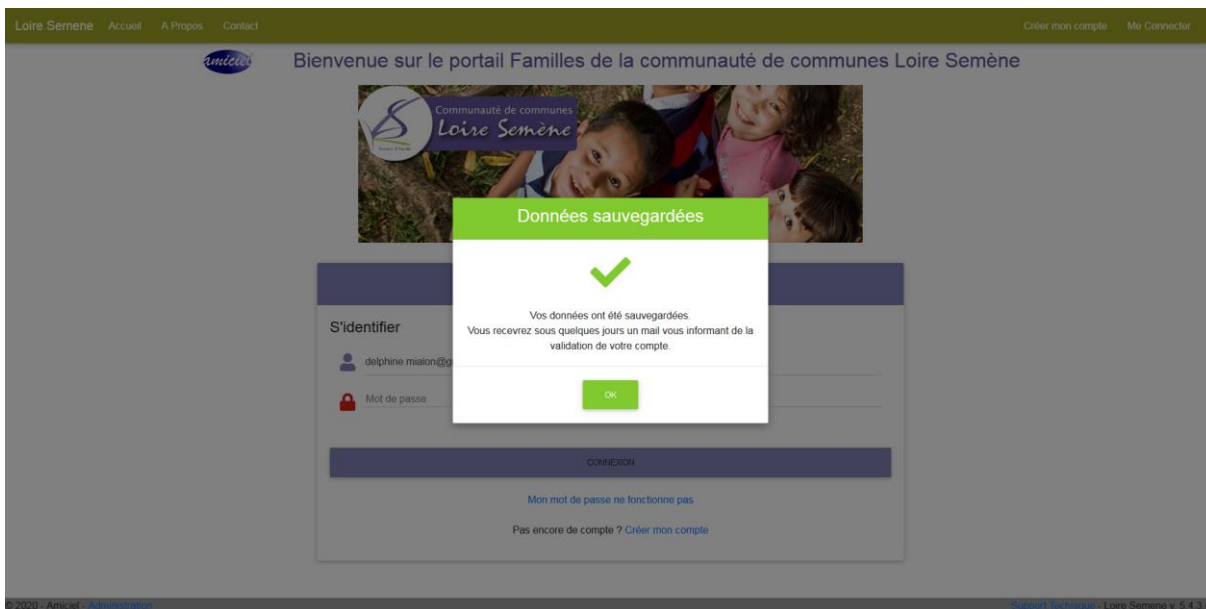 Loire Semene Accueil A Propos Contact Créer mon compte Me Connecter
amiciel Bienvenue sur le portail Familles de la communauté de communes Loire Semène
Communauté de communes
Loire Semène
Données sauvegardées
Vos données ont été sauvegardées.
Vous recevrez sous quelques jours un mail vous informant de la
validation de votre compte.
OK
S'identifier
delphine.mialon@g
Mot de passe
CONNEXION
Mon mot de passe ne fonctionne pas
Pas encore de compte ? Créer mon compte
© 2020 - Amiciel - Administration Support Technique - Loire Semene v. 5.4.3